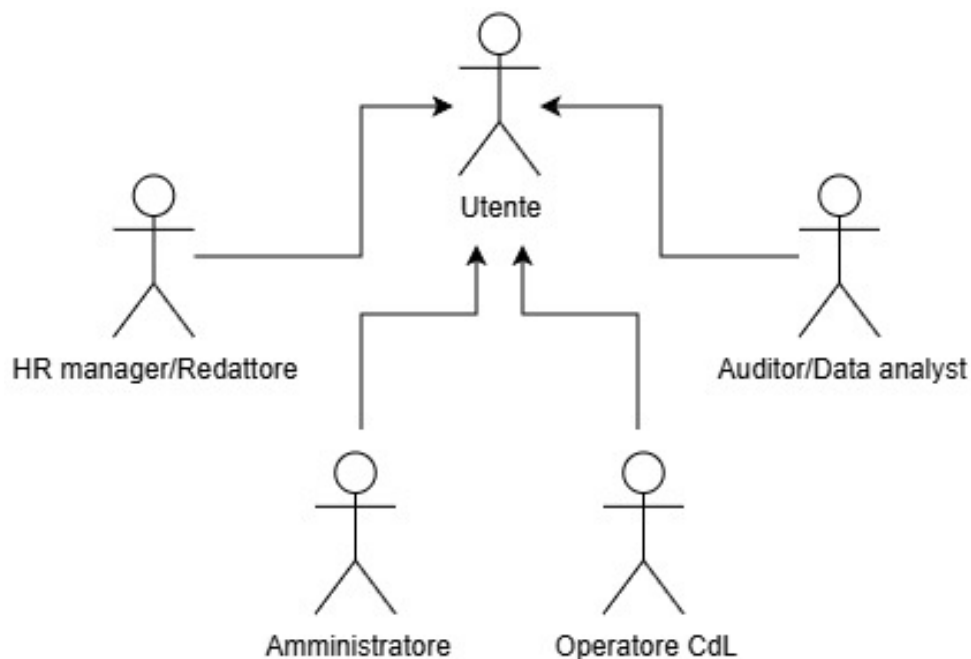 Utente
HR manager/Redattore
Auditor/Data analyst
Amministratore
Operatore CdL